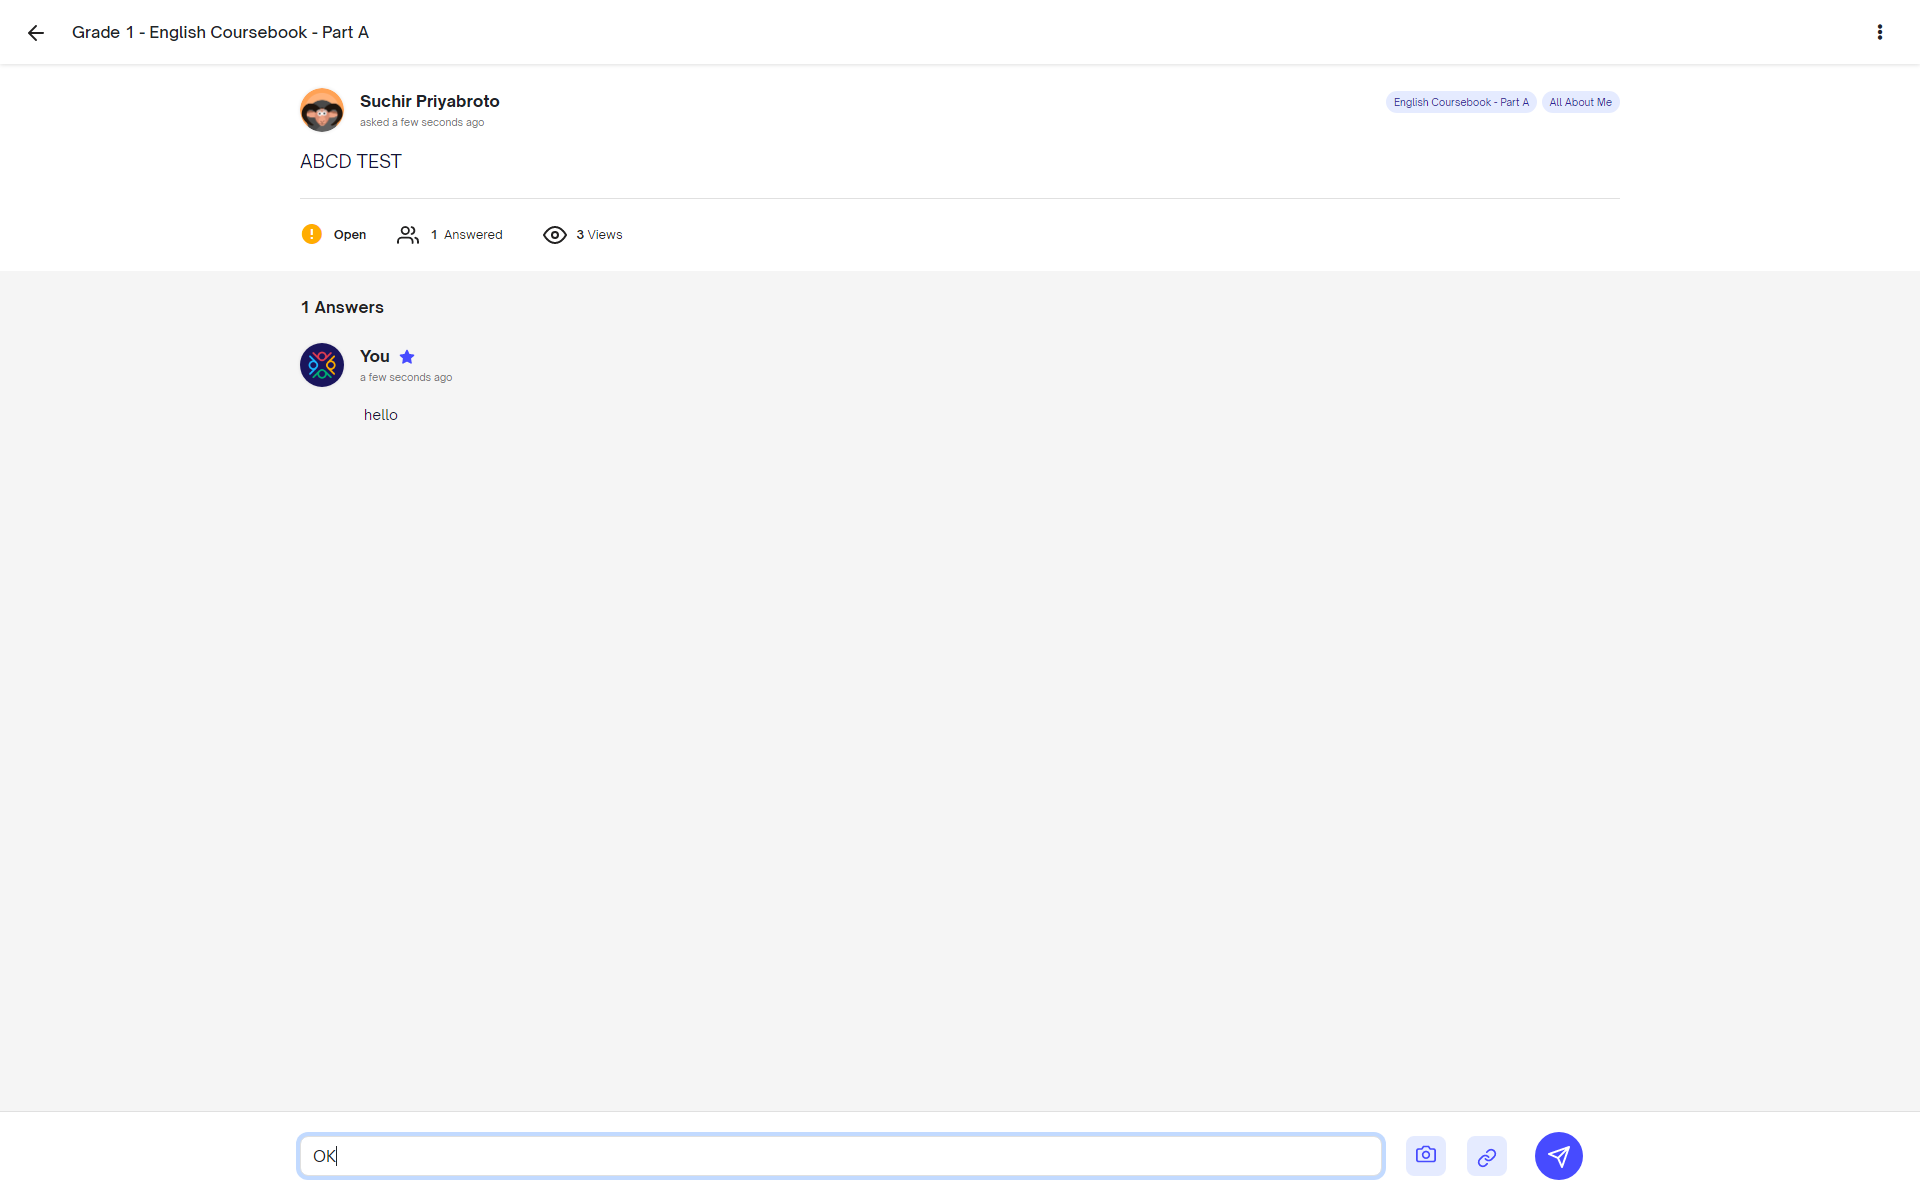 Grade 1 - English Coursebook - Part A
Suchir Priyabroto
asked a few seconds ago
English Coursebook - Part A
All About Me
ABCD TEST
Open
1 Answered
3 Views
1 Answers
You
a few seconds ago
hello
OK